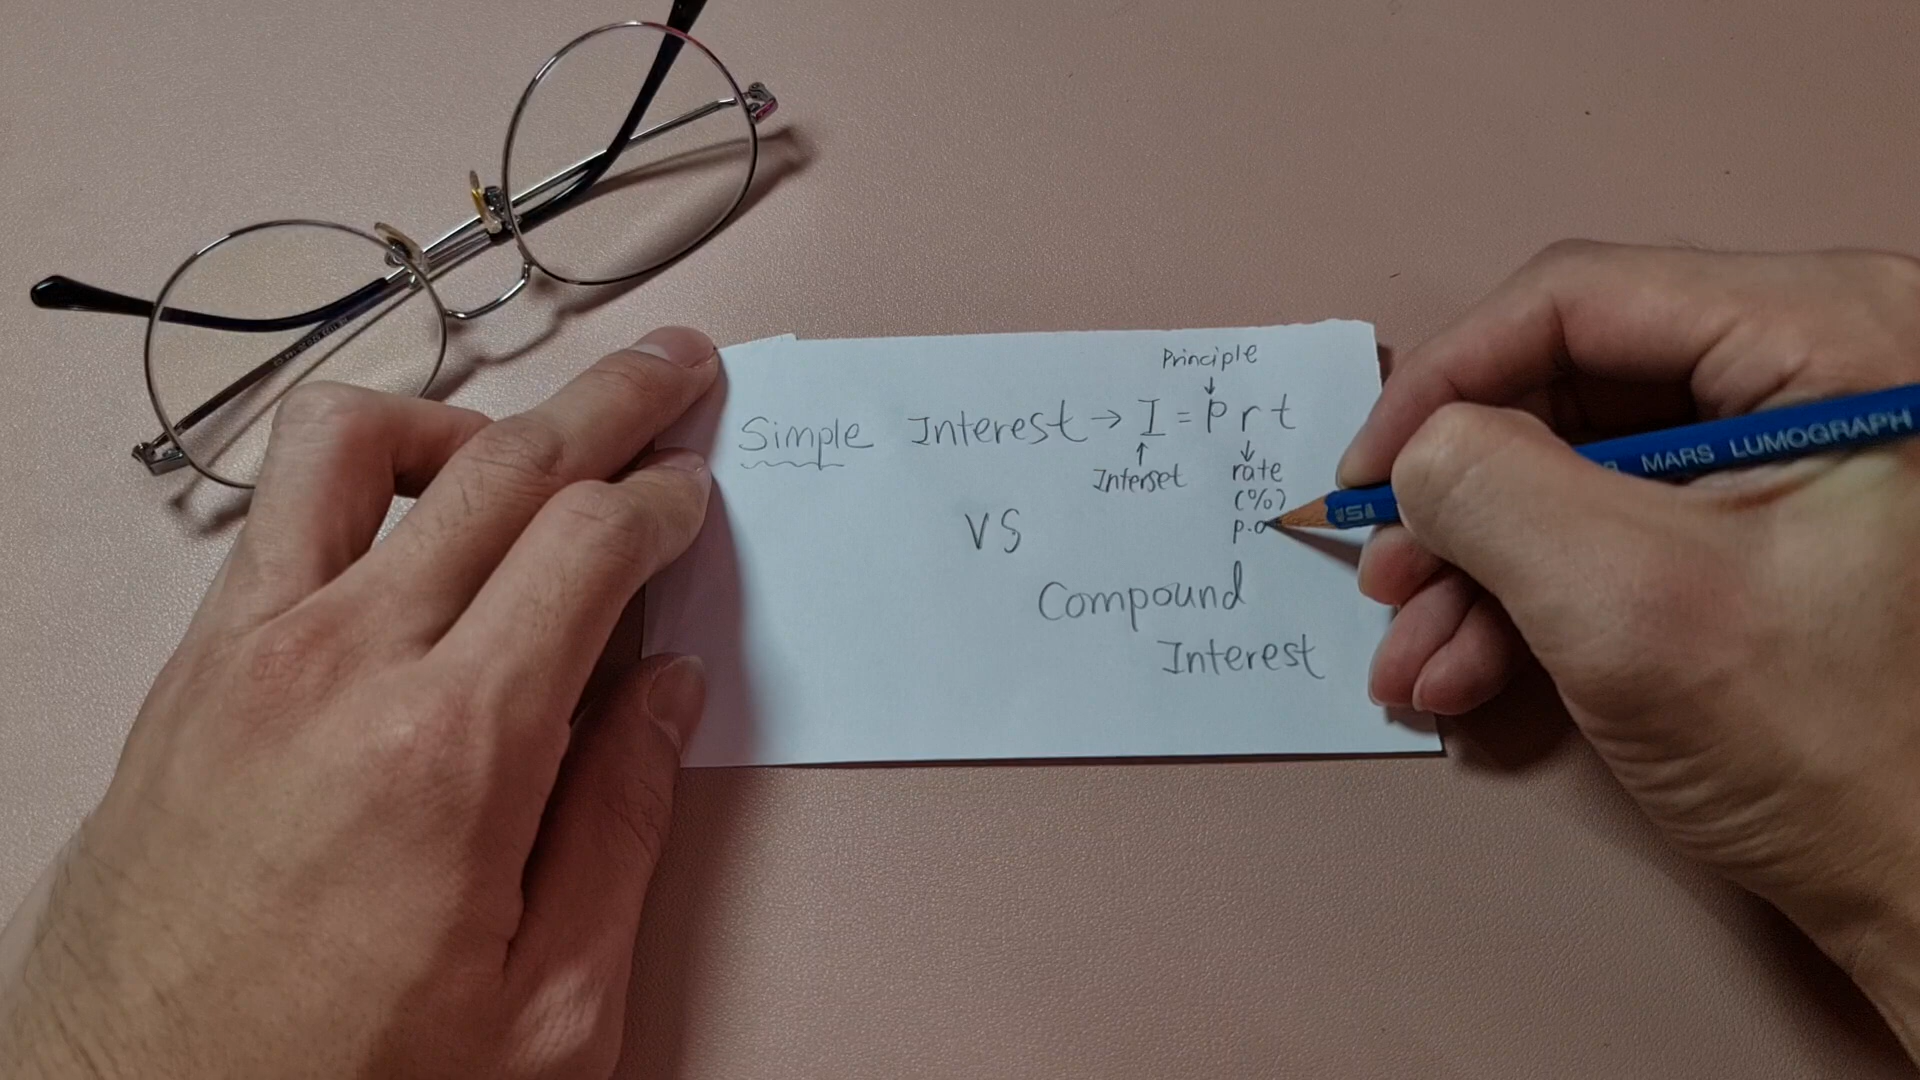 Principle
↓
Simple Interest → I = P r t
↑ ↓
Interset rate
(%)
p.a
VS
Compound
Interest
MARS LUMOGRAPH